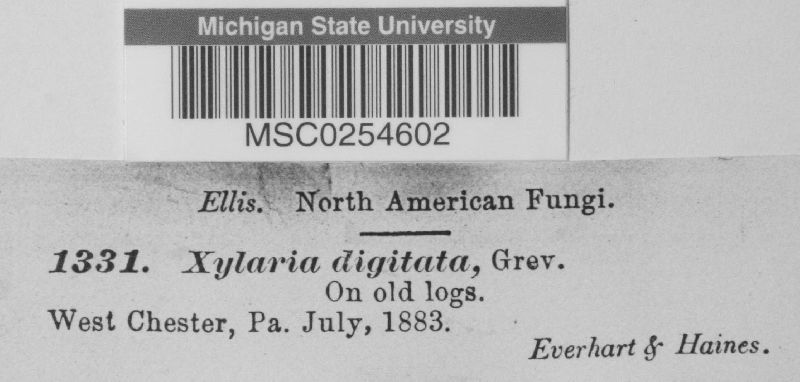 Michigan State University
MSC0254602
Ellis. North American Fungi.
1331. Xylaria digitata, Grev.
On old logs.
West Chester, Pa. July, 1883.
Everhart & Haines.